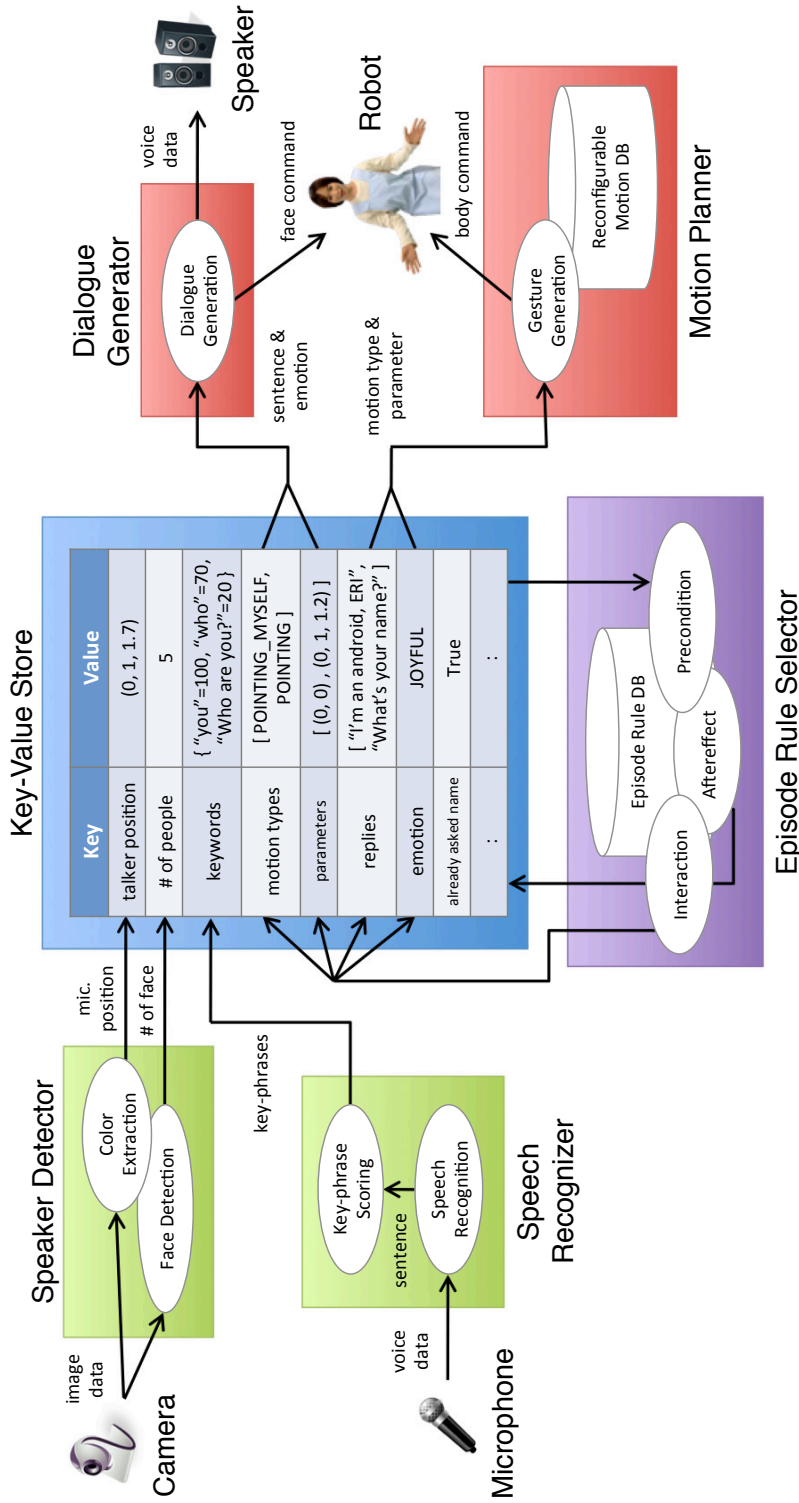 Camera
image
data
Speaker Detector
Color
Extraction
Face Detection
mic.
position
# of face
Microphone
voice
data
Speech
Recognizer
Speech
Recognition
sentence
Key-phrase
Scoring
key-phrases
Key-Value Store
Key
Value
talker position
(0, 1, 1.7)
# of people
5
keywords
{ “you”=100, “who”=70,
“Who are you?”=20 }
motion types
[ POINTING_MYSELF,
POINTING ]
parameters
[ (0, 0) , (0, 1, 1.2) ]
replies
[ “I’m an android, ERI”,
“What’s your name?” ]
emotion
JOYFUL
already asked name
True
:
:
Episode Rule Selector
Episode Rule DB
Interaction
Aftereffect
Precondition
sentence &
emotion
motion type &
parameter
Dialogue
Generator
Dialogue
Generation
voice
data
Speaker
face command
Robot
body command
Gesture
Generation
Reconfigurable
Motion DB
Motion Planner